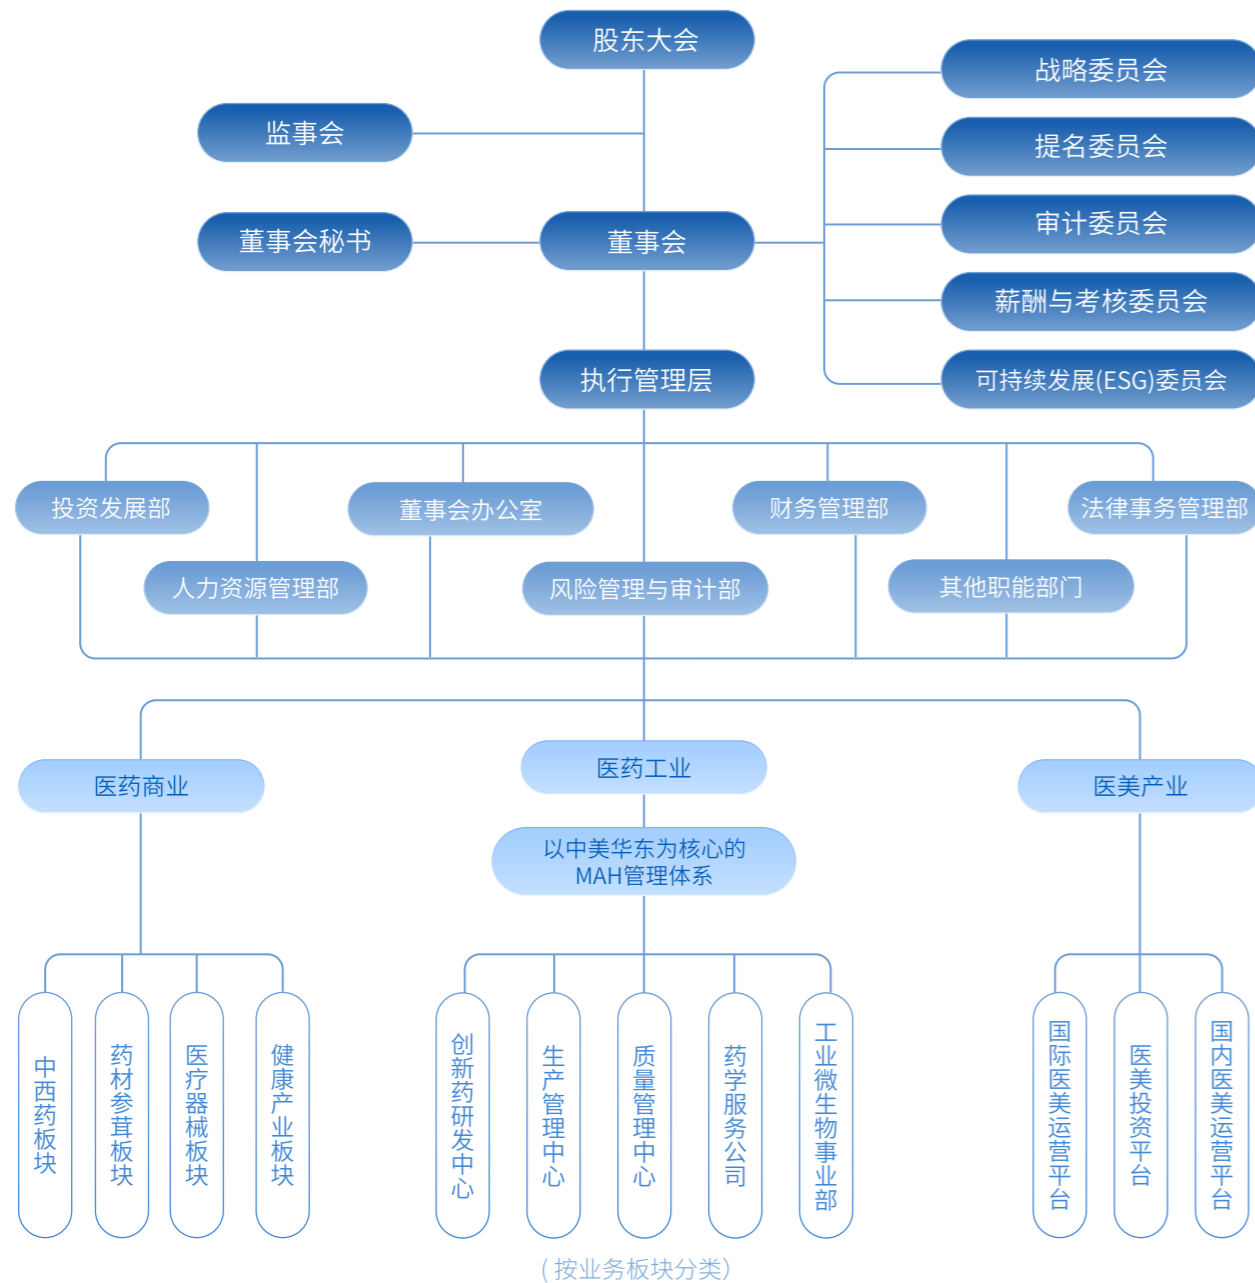 股东大会
战略委员会
监事会
提名委员会
董事会秘书
董事会
审计委员会
薪酬与考核委员会
执行管理层
可持续发展(ESG)委员会
投资发展部
董事会办公室
财务管理部
法律事务管理部
人力资源管理部
风险管理与审计部
其他职能部门
医药商业
医药工业
医美产业
以中美华东为核心的
MAH管理体系
中西药板块
药材参茸板块
医疗器械板块
健康产业板块
创新药研发中心
生产管理中心
质量管理中心
药学服务公司
工业微生物事业部
国际医美运营平台
医美投资平台
国内医美运营平台
( 按业务板块分类）